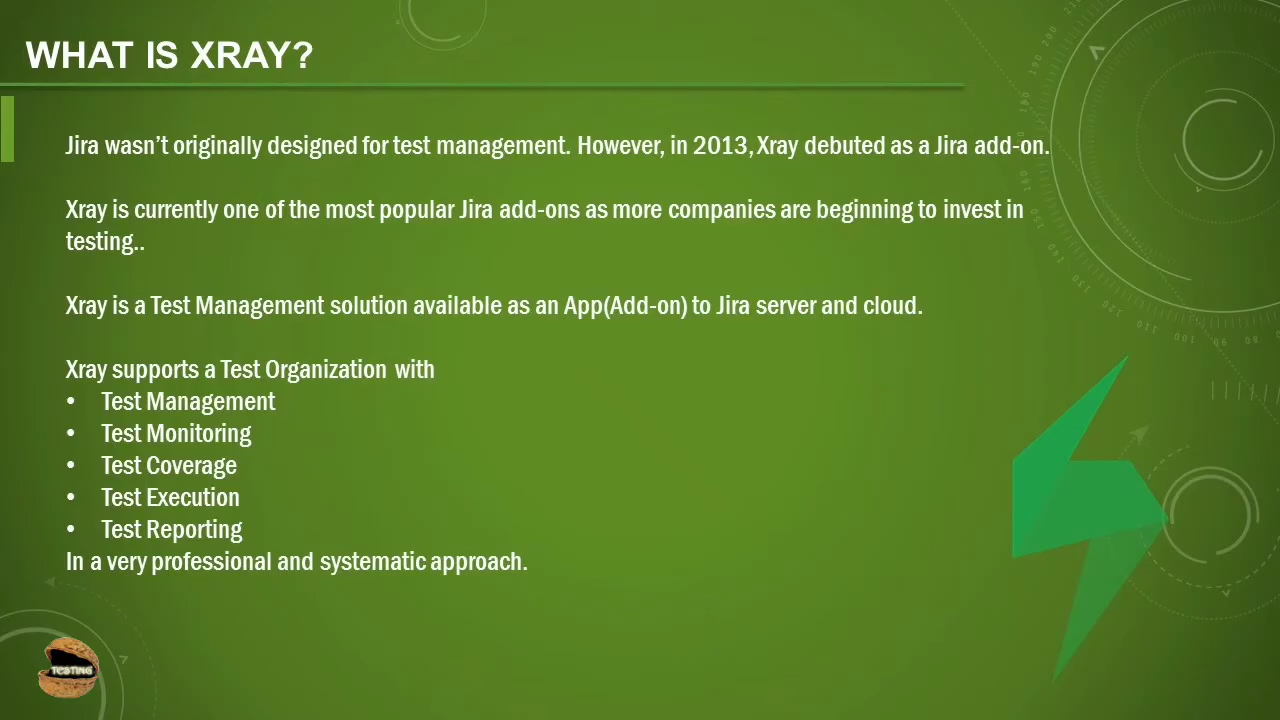 WHAT IS XRAY?
Jira wasn’t originally designed for test management. However, in 2013, Xray debuted as a Jira add-on.
Xray is currently one of the most popular Jira add-ons as more companies are beginning to invest in
testing..
Xray is a Test Management solution available as an App(Add-on) to Jira server and cloud.
Xray supports a Test Organization with
• Test Management
• Test Monitoring
• Test Coverage
• Test Execution
• Test Reporting
In a very professional and systematic approach.
TESTING